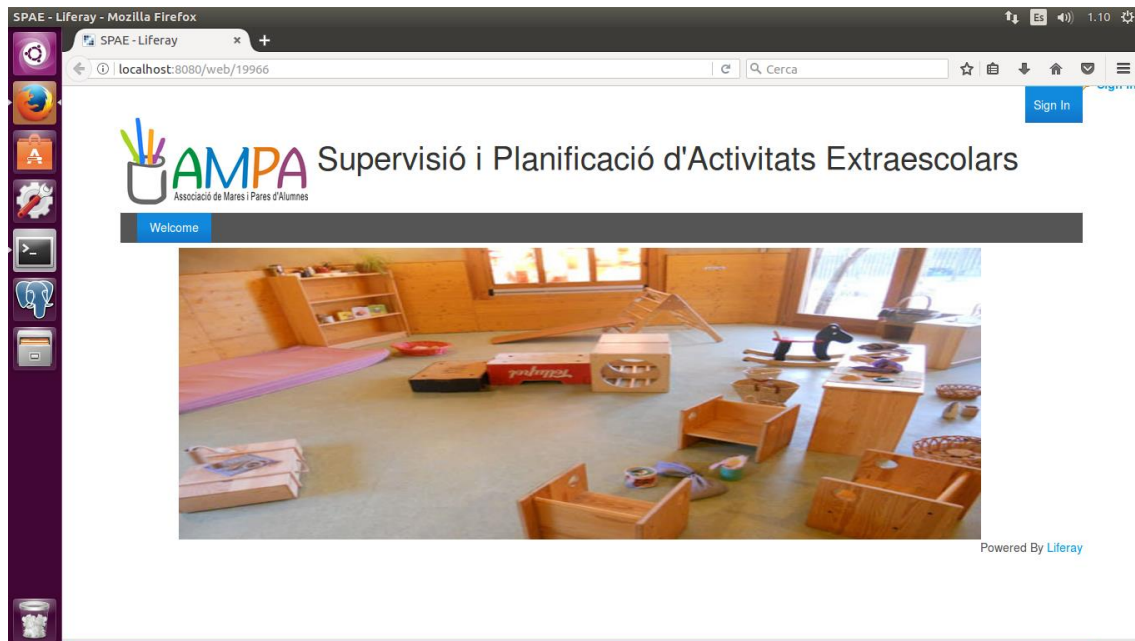 SPAE - Liferay - Mozilla Firefox
Es
1.10
SPAE - Liferay
localhost:8080/web/19966
Cerca
Sign In
AMPA
Associació de Mares i Pares d'Alumnes
Supervisió i Planificació d'Activitats Extraescolars
Welcome
Powered By Liferay